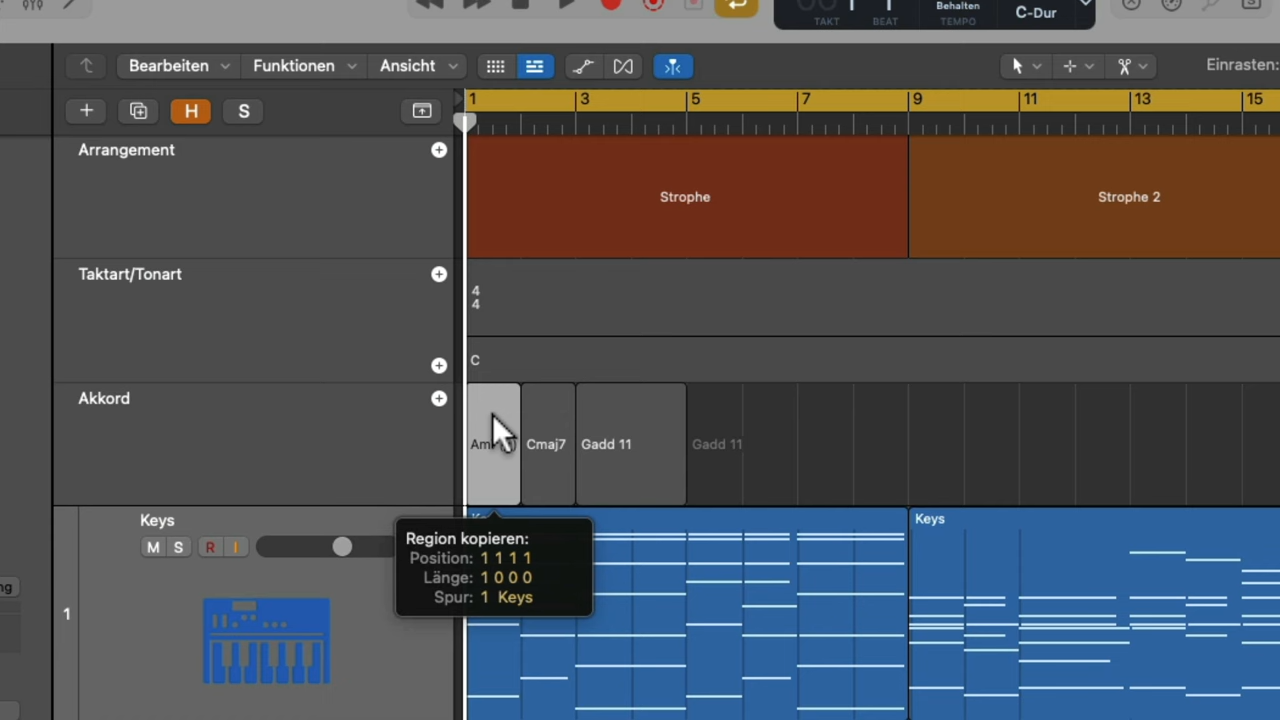 Behalten
C-Dur
TAKT BEAT TEMPO
Bearbeiten Funktionen Ansicht Einrasten:
H S
1 3 5 7 9 11 13 15
Arrangement
Strophe Strophe 2
Taktart/Tonart
4
4
C
Akkord
Cmaj7 Gadd 11 Gadd 11
Keys Keys
M S R I
Region kopieren:
Position: 1 1 1 1
Länge: 1 0 0 0
Spur: 1 Keys
1